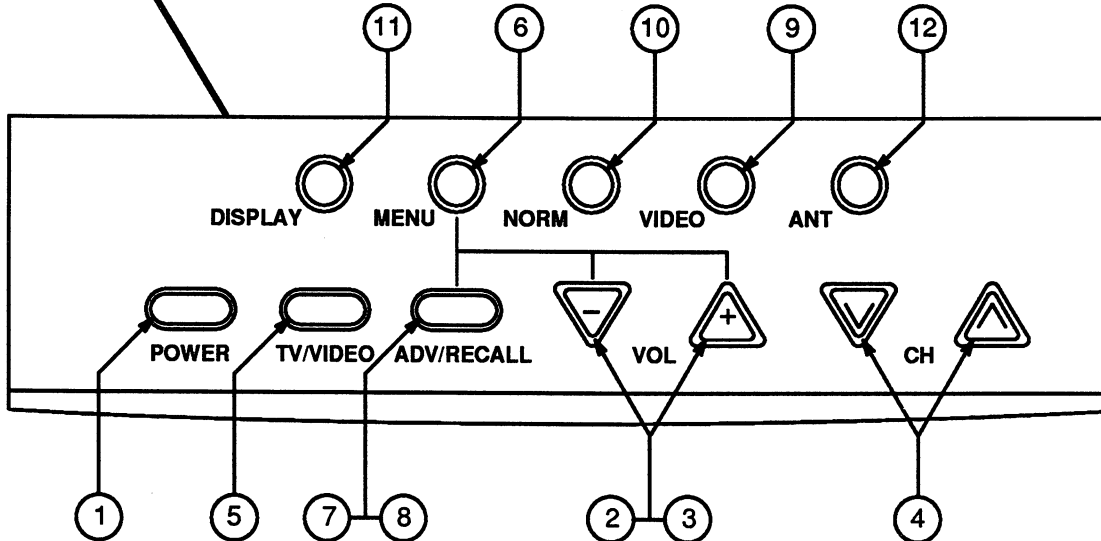 11 6 10 9 12
DISPLAY MENU NORM VIDEO ANT
- +
POWER TV/VIDEO ADV/RECALL VOL CH
1 5 7 8 2 3 4